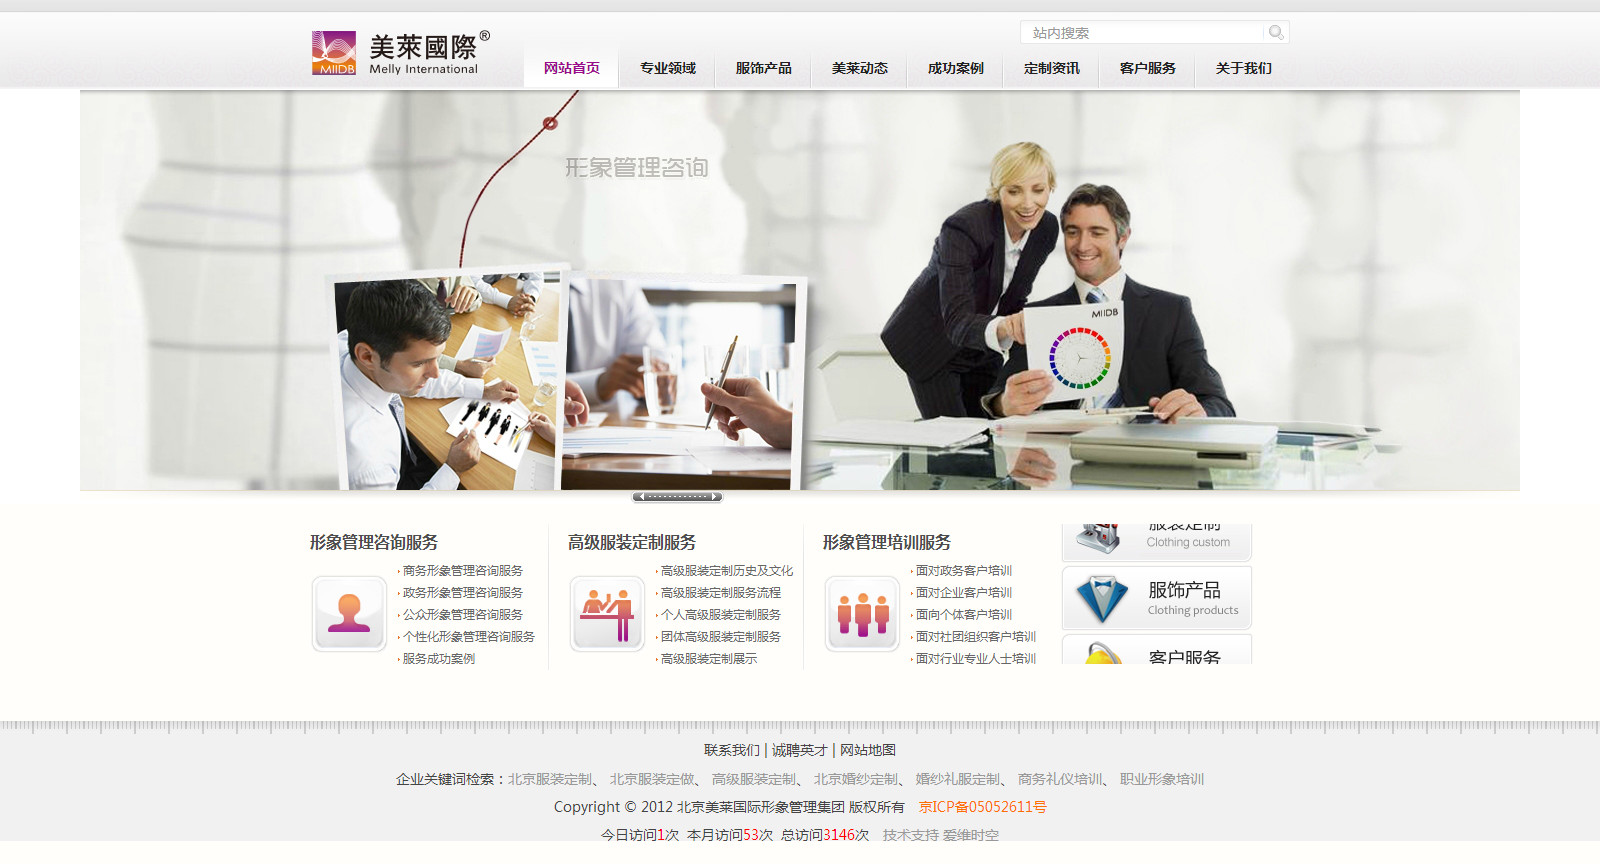 MIIDB
美萊國際®
Melly International
站内搜索
网站首页 专业领域 服饰产品 美莱动态 成功案例 定制资讯 客户服务 关于我们
形象管理咨询
MIIDB
形象管理咨询服务
商务形象管理咨询服务
政务形象管理咨询服务
公众形象管理咨询服务
个性化形象管理咨询服务
服务成功案例
高级服装定制服务
高级服装定制历史及文化
高级服装定制服务流程
个人高级服装定制服务
团体高级服装定制服务
高级服装定制展示
形象管理培训服务
面对政务客户培训
面对企业客户培训
面向个体客户培训
面对社团组织客户培训
面对行业专业人士培训
服装定制
Clothing custom
服饰产品
Clothing products
客户服务
联系我们 | 诚聘英才 | 网站地图
企业关键词检索：北京服装定制、 北京服装定做、 高级服装定制、 北京婚纱定制、 婚纱礼服定制、 商务礼仪培训、 职业形象培训
Copyright © 2012 北京美莱国际形象管理集团 版权所有 京ICP备05052611号
今日访问1次 本月访问53次 总访问3146次 技术支持 爱维时空